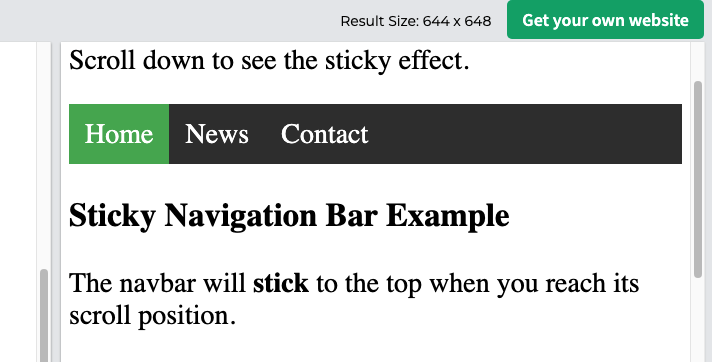 Result Size: 644 x 648 Get your own website
Scroll down to see the sticky effect.
Home News Contact
Sticky Navigation Bar Example
The navbar will stick to the top when you reach its
scroll position.